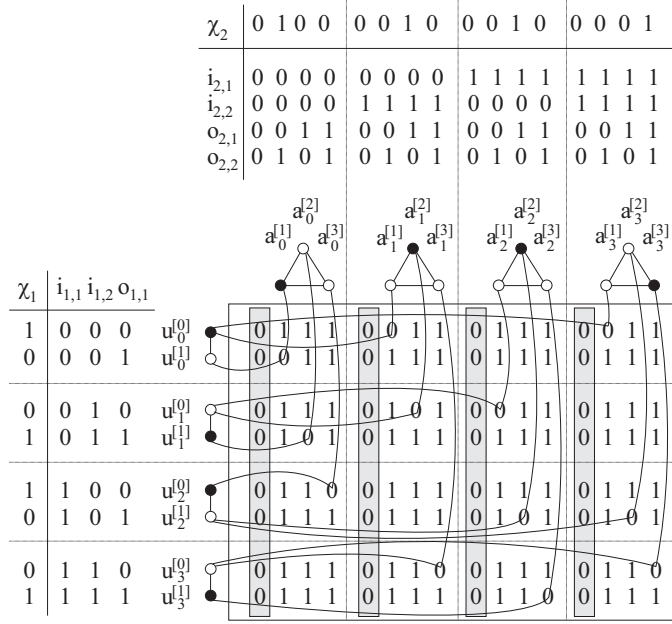 χ₂ 0 1 0 0 0 0 1 0 0 0 1 0 0 0 0 1
i₂,₁ 0 0 0 0 0 0 0 0 1 1 1 1 1 1 1 1
i₂,₂ 0 0 0 0 1 1 1 1 0 0 0 0 1 1 1 1
o₂,₁ 0 0 1 1 0 0 1 1 0 0 1 1 0 0 1 1
o₂,₂ 0 1 0 1 0 1 0 1 0 1 0 1 0 1 0 1
a₀^[2] a₁^[2] a₂^[2] a₃^[2]
a₀^[1] a₀^[3] a₁^[1] a₁^[3] a₂^[1] a₂^[3] a₃^[1] a₃^[3]
χ₁ i₁,₁ i₁,₂ o₁,₁
1 0 0 0 u₀^[0] 0 1 1 1 0 0 1 1 0 1 1 1 0 0 1 1
0 0 0 1 u₀^[1] 0 0 1 1 0 1 1 1 0 1 1 1 0 1 1 1
0 0 1 0 u₁^[0] 0 1 1 1 0 1 0 1 0 0 1 1 0 1 1 1
1 0 1 1 u₁^[1] 0 1 0 1 0 1 1 1 0 1 1 1 0 1 1 1
1 1 0 0 u₂^[0] 0 1 1 0 0 1 1 1 0 1 1 1 0 1 1 1
0 1 0 1 u₂^[1] 0 1 1 1 0 1 1 1 0 1 0 1 0 1 0 1
0 1 1 0 u₃^[0] 0 1 1 1 0 1 1 0 0 1 1 1 0 1 1 0
1 1 1 1 u₃^[1] 0 1 1 1 0 1 1 1 0 1 1 0 0 1 1 1